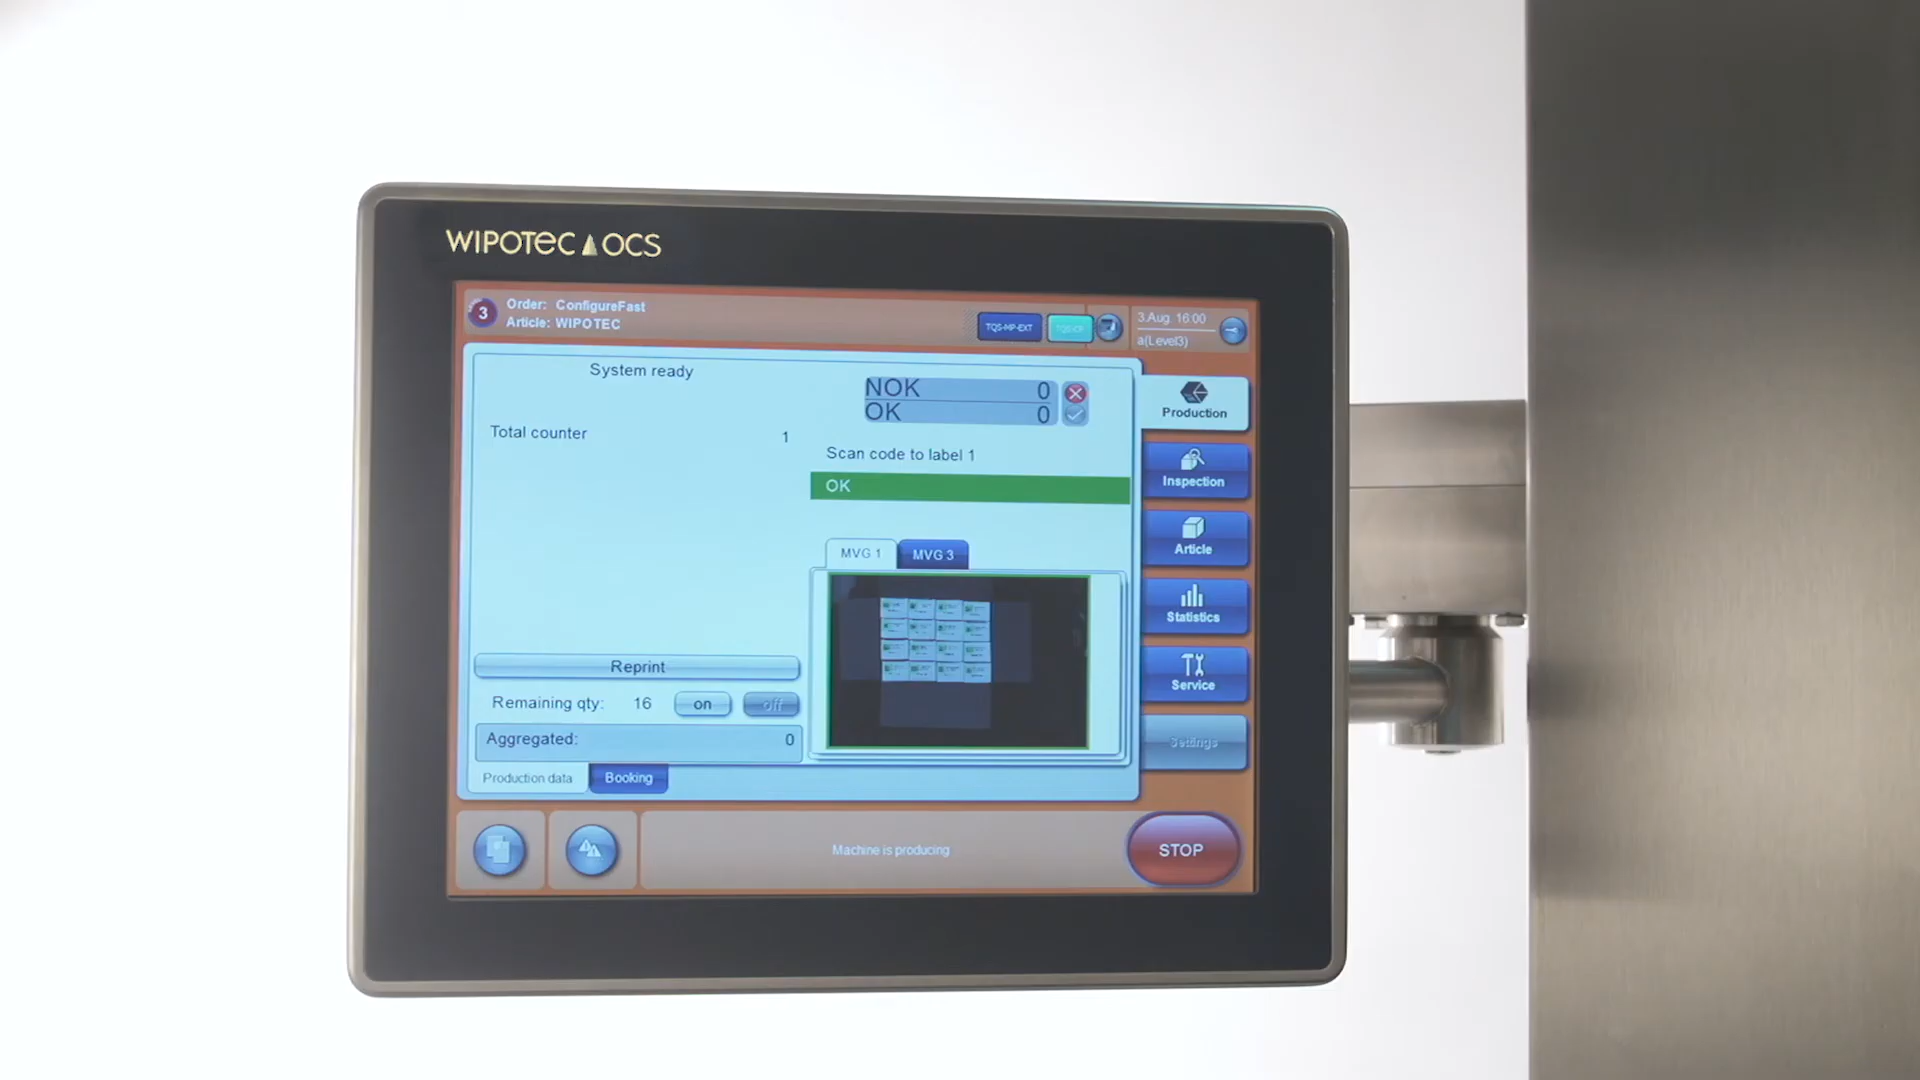 WIPOTEC OCS
3
Order: ConfigureFast
Article: WIPOTEC
TQS-MP-EXT
3.Aug 16:00
a(Level3)
System ready
NOK 0
OK 0
Total counter 1
Scan code to label 1
OK
MVG 1 MVG 3
Reprint
Remaining qty: 16 on off
Aggregated: 0
Production data Booking
Production
Inspection
Article
Statistics
Service
Settings
Machine is producing
STOP